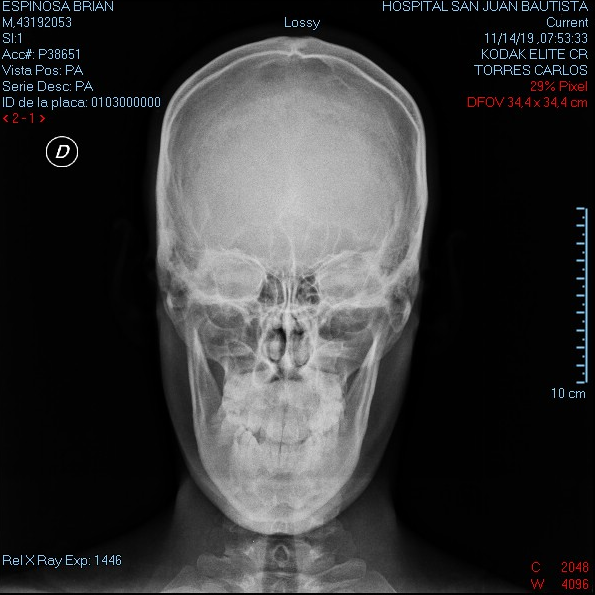 ESPINOSA BRIAN
M,43192053
SI:1
Acc#: P38651
Vista Pos: PA
Serie Desc: PA
ID de la placa: 0103000000
< 2 - 1 >
D
Lossy
HOSPITAL SAN JUAN BAUTISTA
Current
11/14/19 ,07:53:33
KODAK ELITE CR
TORRES CARLOS
29% Pixel
DFOV 34,4 x 34,4 cm
10 cm
Rel X Ray Exp: 1446
C 2048
W 4096